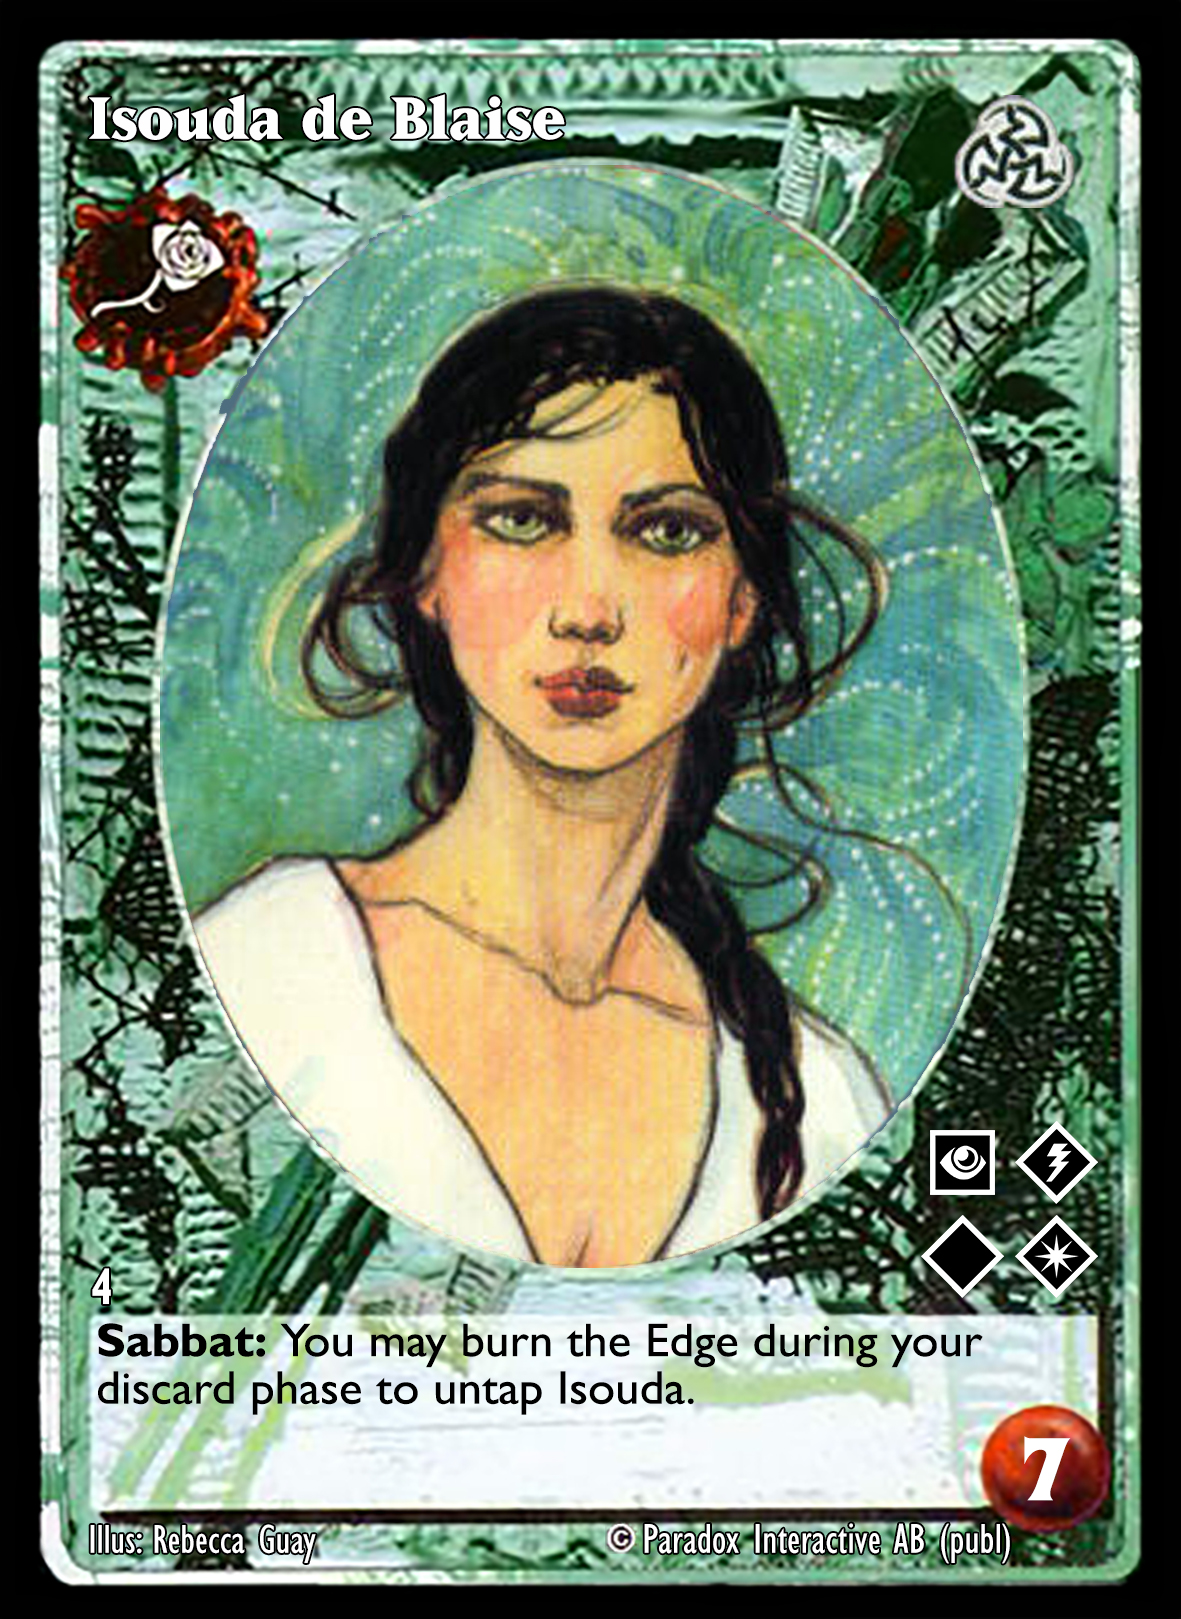 Isouda de Blaise
4
Sabbat: You may burn the Edge during your
discard phase to untap Isouda.
7
Illus: Rebecca Guay
© Paradox Interactive AB (publ)